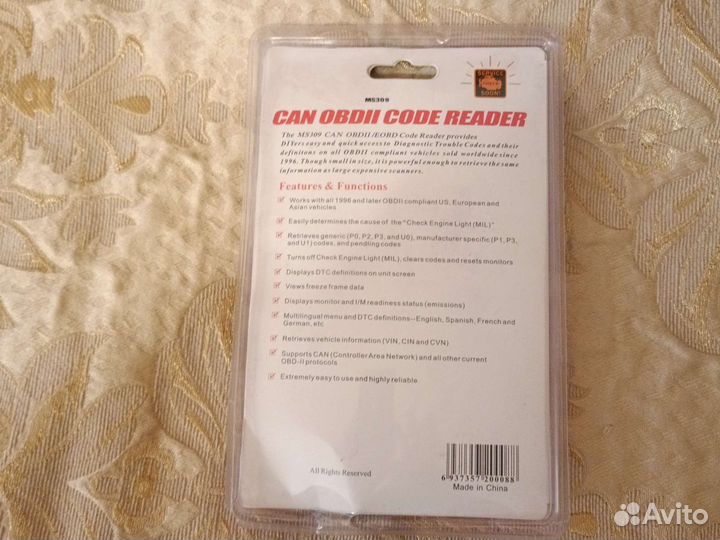 SERVICE
SOON!
MS309
CAN OBDII CODE READER
The MS309 CAN OBDII /EORD Code Reader provides
DIYers easy and quick access to Diagnostic Trouble Codes and their
definitons on all OBDII compliant vehicles sold worldwide since
1996. Though small in size, it is powerful enough to retrieve the same
information as large expensive scanners.
Features & Functions
Works with all 1996 and later OBDII compliant US, European and
Asian vehicles
Easily determines the cause of the "Check Engine Light (MIL)"
Retrieves generic (P0, P2, P3, and U0), manufacturer specific (P1, P3,
and U1) codes, and pendling codes
Turns off Check Engine Light (MIL), clears codes and resets monitors
Displays DTC definitions on unit screen
Views freeze frame data
Displays monitor and I/M readiness status (emissions)
Multilingual menu and DTC definitions--English, Spanish, French and
German, etc
Retrieves vehicle information (VIN, CIN and CVN)
Supports CAN (Controller Area Network) and all other current
OBD-II protocols
Extremely easy to use and highly reliable
All Rights Reserved
6 937357 200088
Made in China
Avito